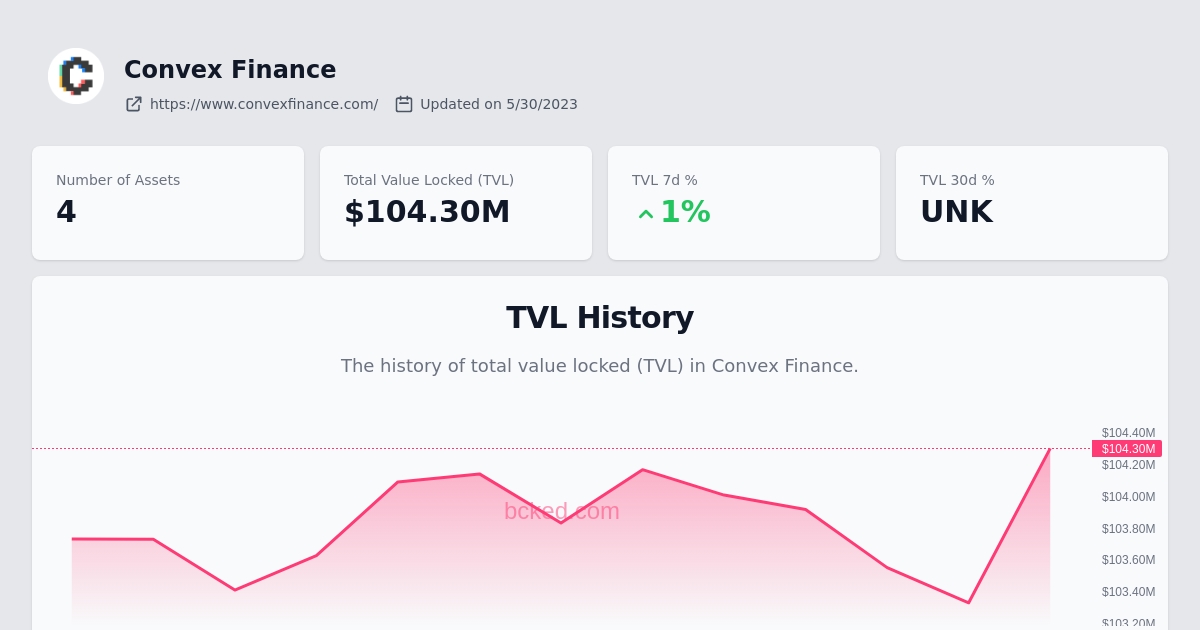 Convex Finance
https://www.convexfinance.com/ Updated on 5/30/2023
Number of Assets
4
Total Value Locked (TVL)
$104.30M
TVL 7d %
1%
TVL 30d %
UNK
TVL History
The history of total value locked (TVL) in Convex Finance.
$104.40M
$104.30M
$104.20M
$104.00M
bcked.com
$103.80M
$103.60M
$103.40M
$103.20M